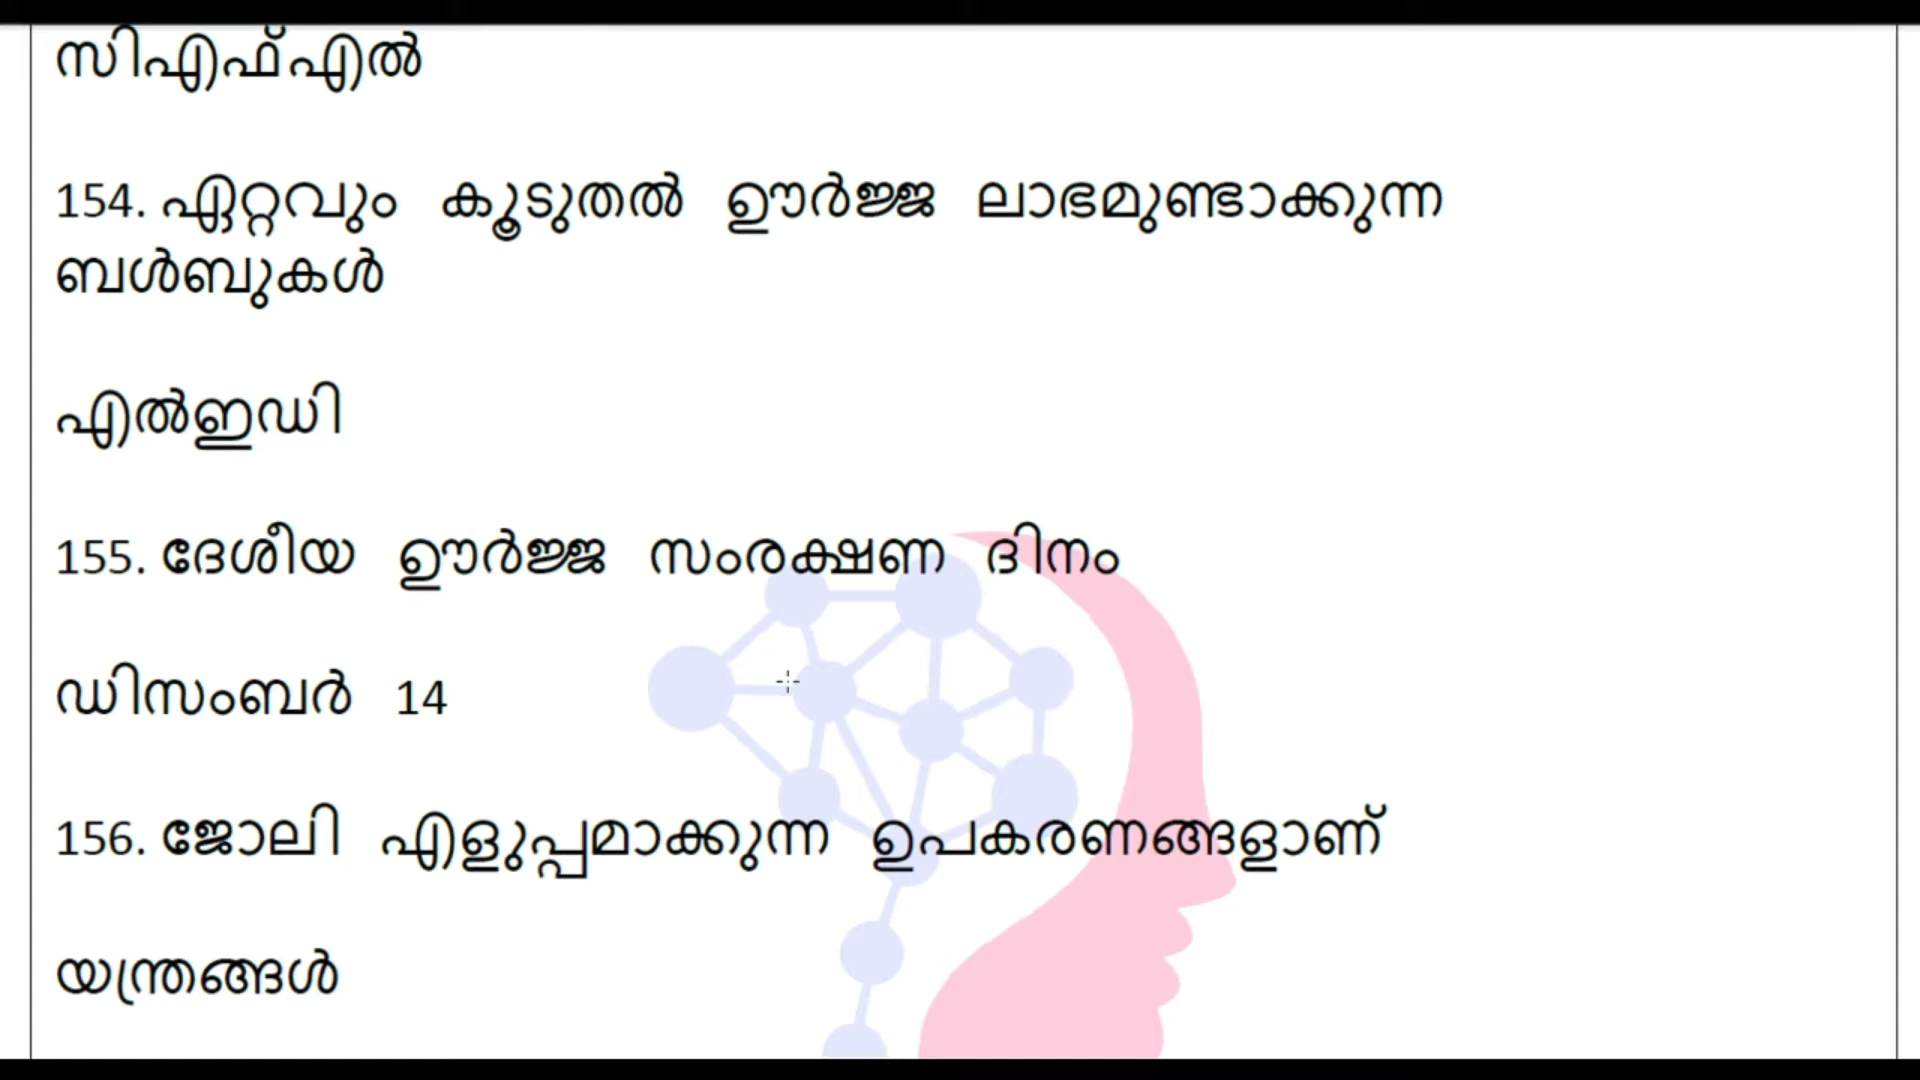 സിഎഫ്എൽ
154. ഏറ്റവും കൂടുതൽ ഊർജ്ജ ലാഭമുണ്ടാക്കുന്ന
ബൾബുകൾ
എൽഇഡി
155. ദേശീയ ഊർജ്ജ സംരക്ഷണ ദിനം
ഡിസംബർ 14
156. ജോലി എളുപ്പമാക്കുന്ന ഉപകരണങ്ങളാണ്
യന്ത്രങ്ങൾ